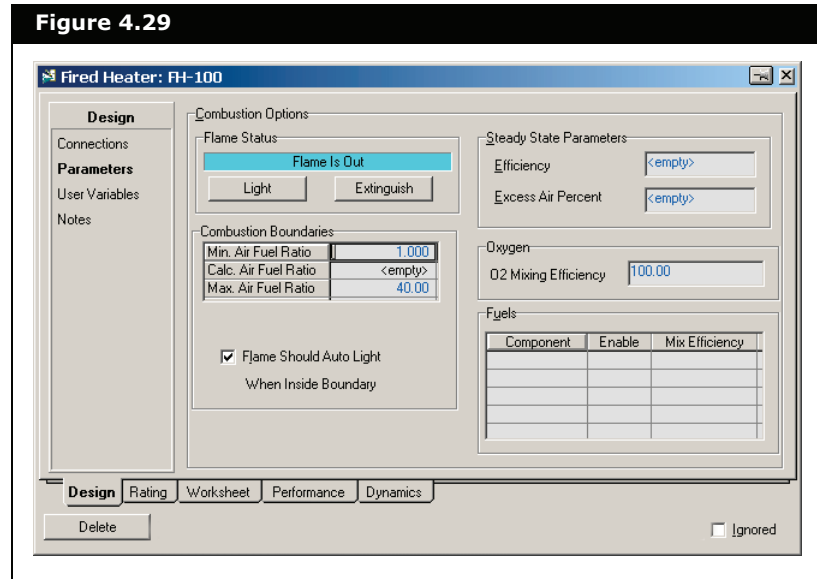 Figure 4.29
Fired Heater: FH-100
Design
Connections
Parameters
User Variables
Notes
Combustion Options
Flame Status
Flame Is Out
Light Extinguish
Combustion Boundaries
Min. Air Fuel Ratio 1.000
Calc. Air Fuel Ratio <empty>
Max. Air Fuel Ratio 40.00
Flame Should Auto Light
When Inside Boundary
Steady State Parameters
Efficiency <empty>
Excess Air Percent <empty>
Oxygen
O2 Mixing Efficiency 100.00
Fuels
Component Enable Mix Efficiency
Design Rating Worksheet Performance Dynamics
Delete Ignored